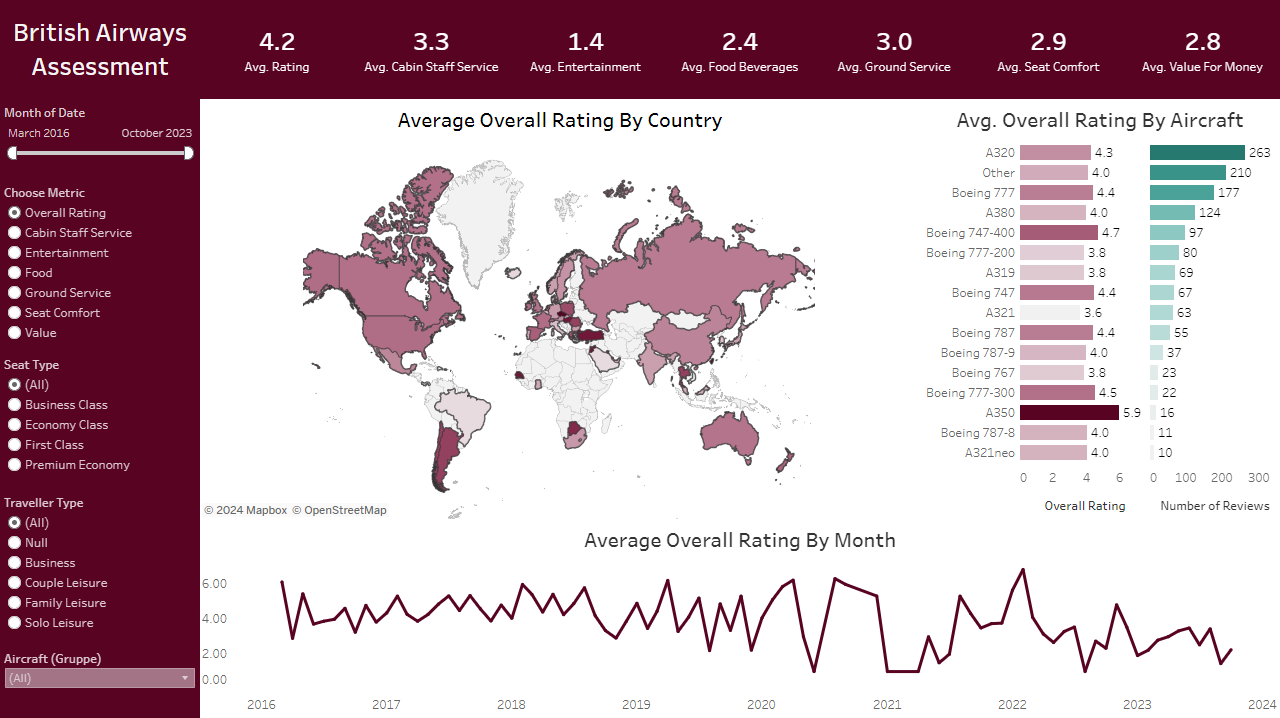 British Airways
Assessment
4.2
Avg. Rating
3.3
Avg. Cabin Staff Service
1.4
Avg. Entertainment
2.4
Avg. Food Beverages
3.0
Avg. Ground Service
2.9
Avg. Seat Comfort
2.8
Avg. Value For Money
Month of Date
March 2016 October 2023
Choose Metric
Overall Rating
Cabin Staff Service
Entertainment
Food
Ground Service
Seat Comfort
Value
Seat Type
(All)
Business Class
Economy Class
First Class
Premium Economy
Traveller Type
(All)
Null
Business
Couple Leisure
Family Leisure
Solo Leisure
Aircraft (Gruppe)
(All)
Average Overall Rating By Country
© 2024 Mapbox © OpenStreetMap
Avg. Overall Rating By Aircraft
A320 4.3 263
Other 4.0 210
Boeing 777 4.4 177
A380 4.0 124
Boeing 747-400 4.7 97
Boeing 777-200 3.8 80
A319 3.8 69
Boeing 747 4.4 67
A321 3.6 63
Boeing 787 4.4 55
Boeing 787-9 4.0 37
Boeing 767 3.8 23
Boeing 777-300 4.5 22
A350 5.9 16
Boeing 787-8 4.0 11
A321neo 4.0 10
0 2 4 6 0 100 200 300
Overall Rating Number of Reviews
Average Overall Rating By Month
6.00
4.00
2.00
0.00
2016 2017 2018 2019 2020 2021 2022 2023 2024